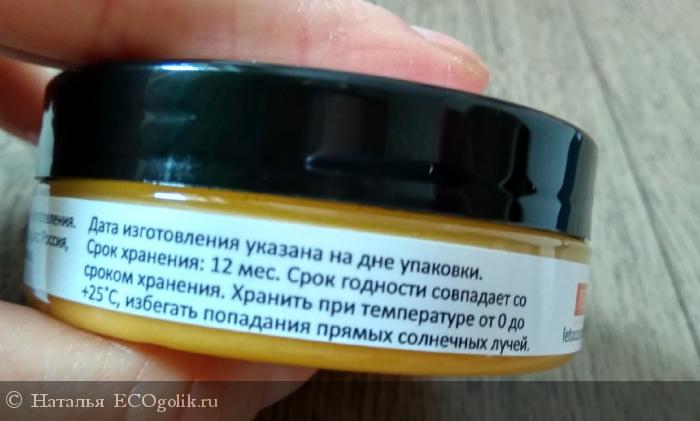 Дата изготовления указана на дне упаковки.
Срок хранения: 12 мес. Срок годности совпадает со
сроком хранения. Хранить при температуре от 0 до
+25°С, избегать попадания прямых солнечных лучей.
Россия,
© Наталья ECOgolik.ru